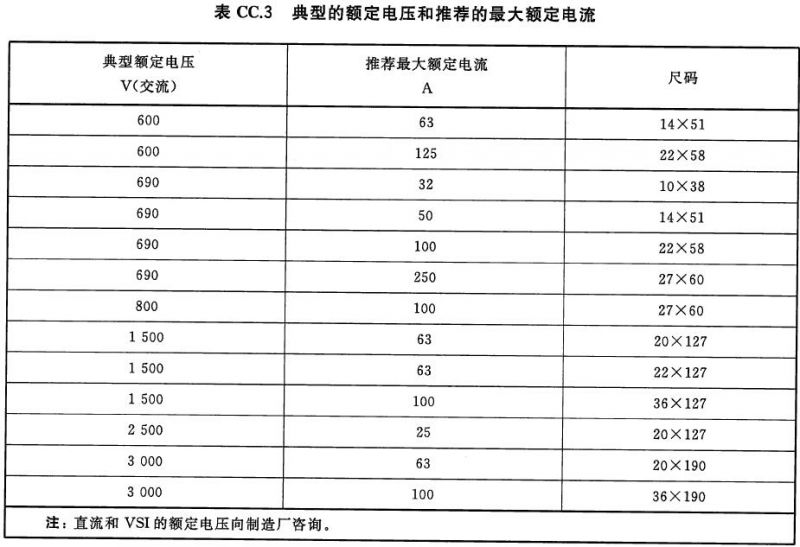 表 CC.3 典型的额定电压和推荐的最大额定电流
典型额定电压 推荐最大额定电流 尺码
V(交流) A
600 63 14×51
600 125 22×58
690 32 10×38
690 50 14×51
690 100 22×58
690 250 27×60
800 100 27×60
1 500 63 20×127
1 500 63 22×127
1 500 100 36×127
2 500 25 20×127
3 000 63 20×190
3 000 100 36×190
注：直流和 VSI 的额定电压向制造厂咨询。